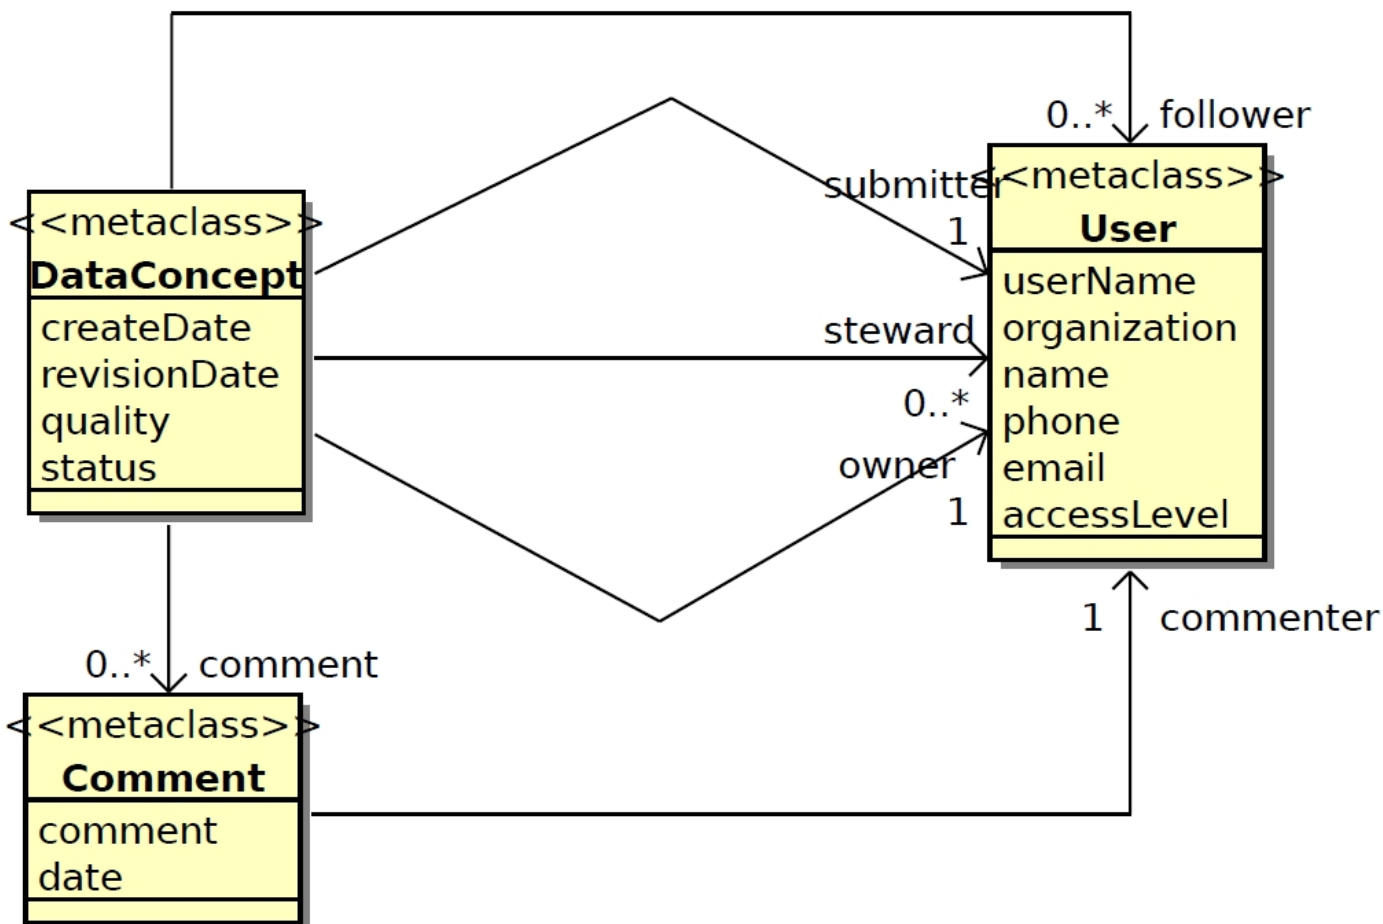 0..* follower
<<metaclass>>
User
userName
organization
name
phone
email
accessLevel
submitter
1
steward
0..*
owner
1
<<metaclass>>
DataConcept
createDate
revisionDate
quality
status
0..* comment
1 commenter
<<metaclass>>
Comment
comment
date